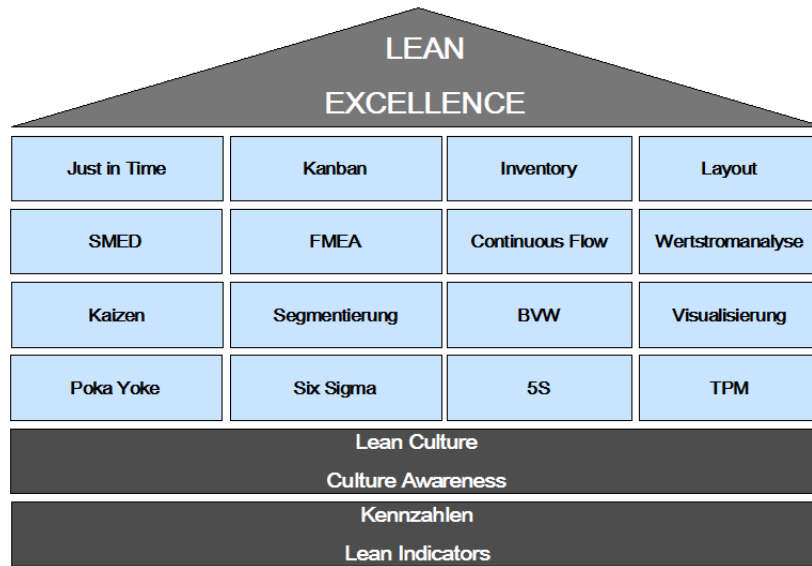 LEAN
EXCELLENCE
Just in Time
Kanban
Inventory
Layout
SMED
FMEA
Continuous Flow
Wertstromanalyse
Kaizen
Segmentierung
BVW
Visualisierung
Poka Yoke
Six Sigma
5S
TPM
Lean Culture
Culture Awareness
Kennzahlen
Lean Indicators